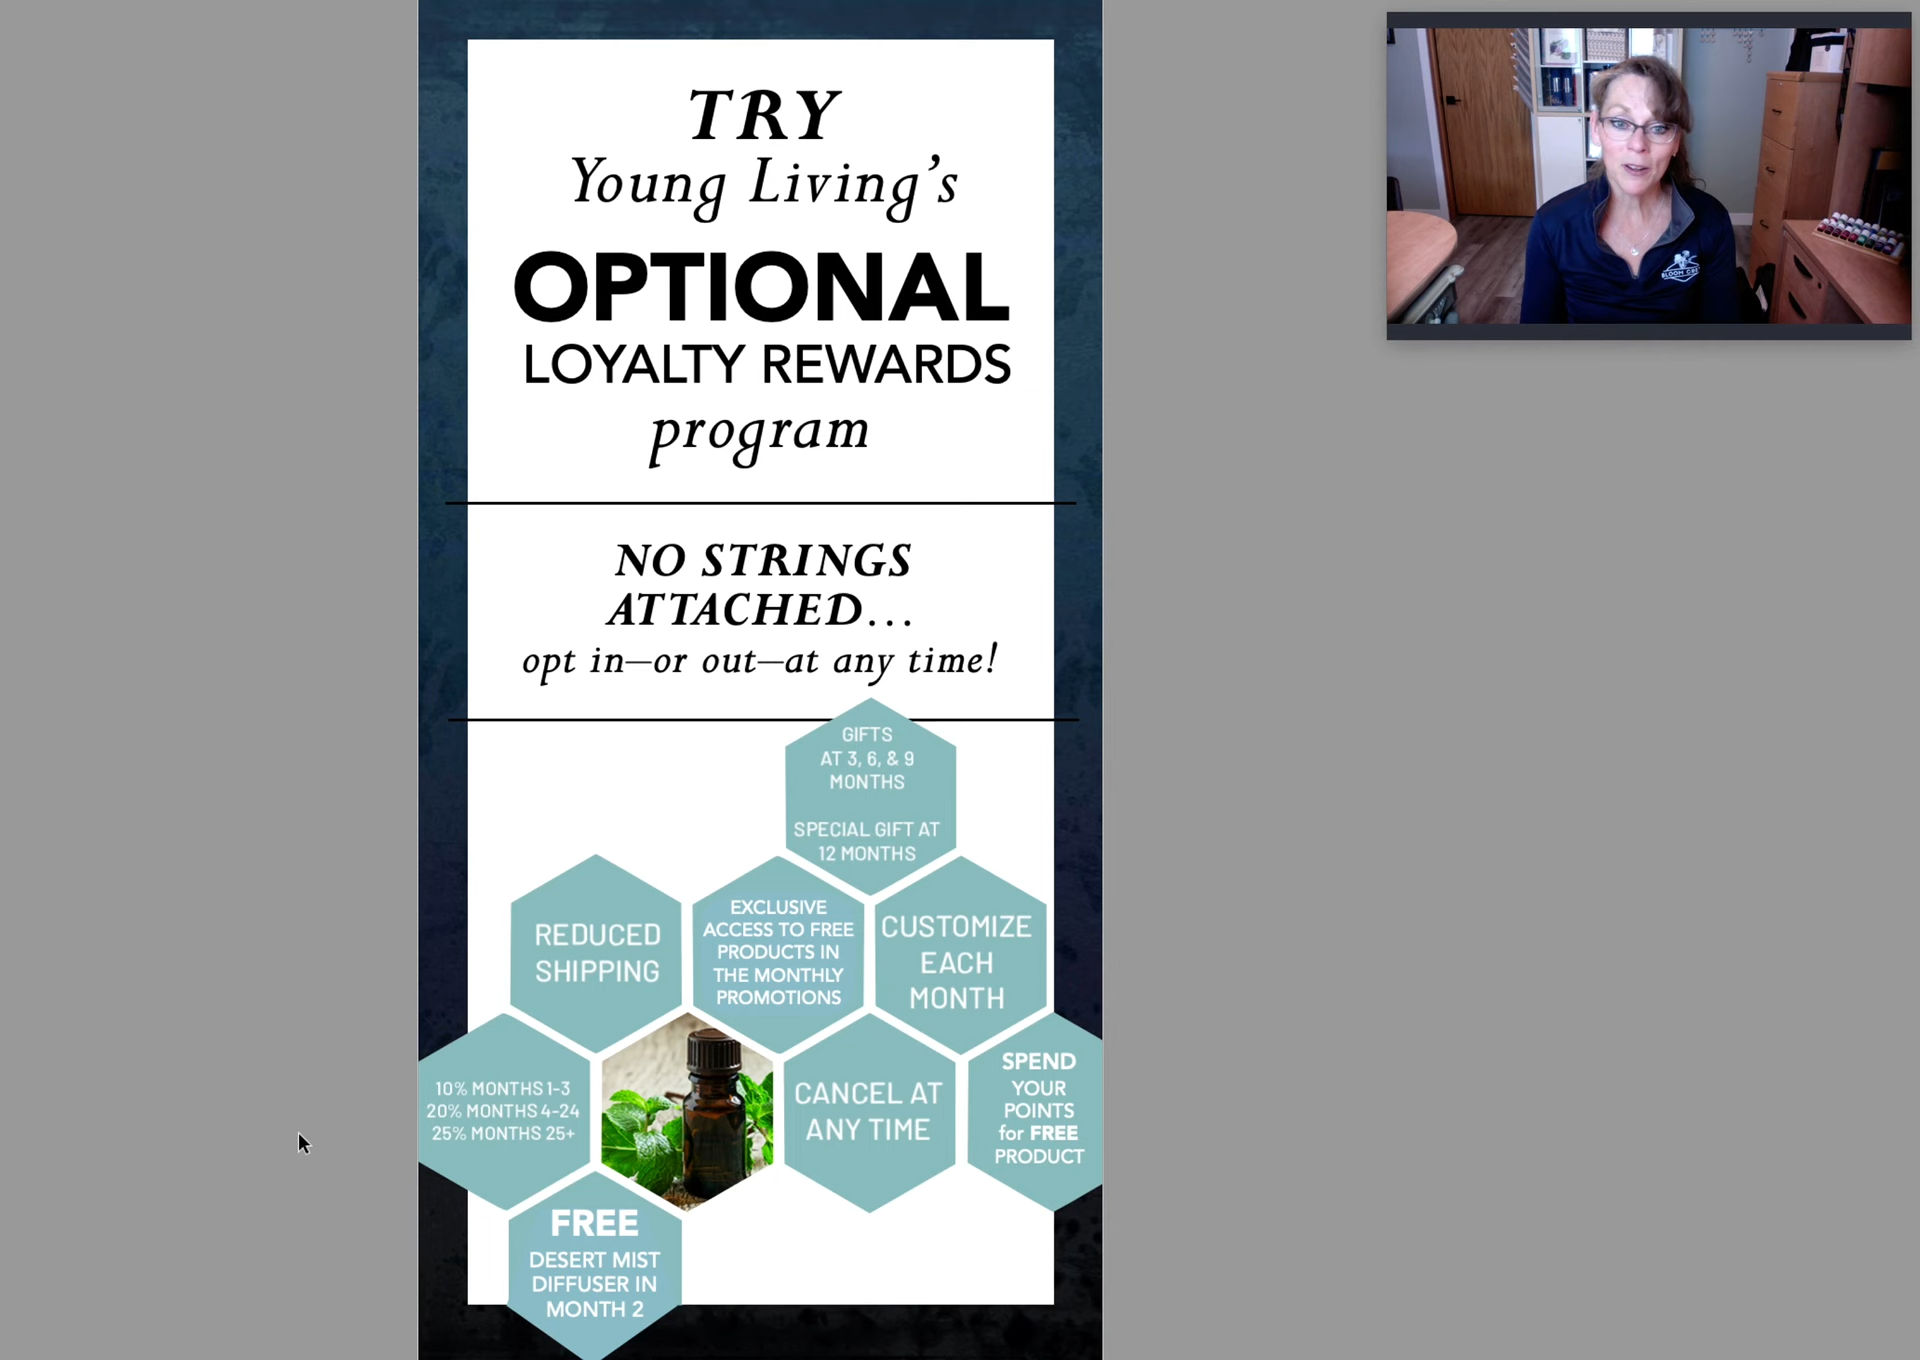 TRY
Young Living's
OPTIONAL
LOYALTY REWARDS
program
NO STRINGS
ATTACHED...
opt in—or out—at any time!
GIFTS
AT 3, 6, & 9
MONTHS
SPECIAL GIFT AT
12 MONTHS
REDUCED
SHIPPING
EXCLUSIVE
ACCESS TO FREE
PRODUCTS IN
THE MONTHLY
PROMOTIONS
CUSTOMIZE
EACH
MONTH
10% MONTHS 1-3
20% MONTHS 4-24
25% MONTHS 25+
CANCEL AT
ANY TIME
SPEND
YOUR
POINTS
for FREE
PRODUCT
FREE
DESERT MIST
DIFFUSER IN
MONTH 2